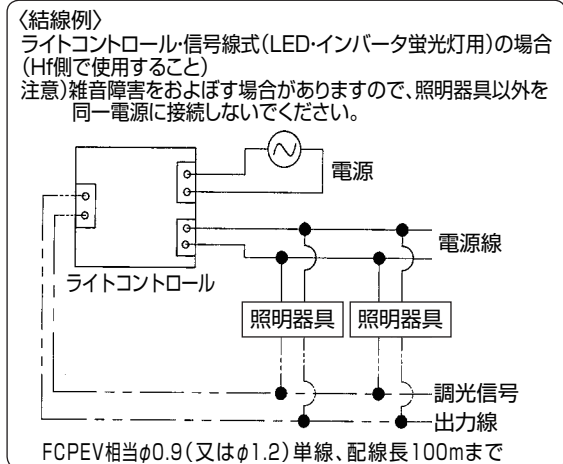 〈結線例〉
ライトコントロール・信号線式(LED・インバータ蛍光灯用)の場合
(Hf側で使用すること)
注意)雑音障害をおよぼす場合がありますので、照明器具以外を
同一電源に接続しないでください。
電源
電源線
ライトコントロール
照明器具 照明器具
調光信号
出力線
FCPEV相当φ0.9(又はφ1.2)単線、配線長100mまで